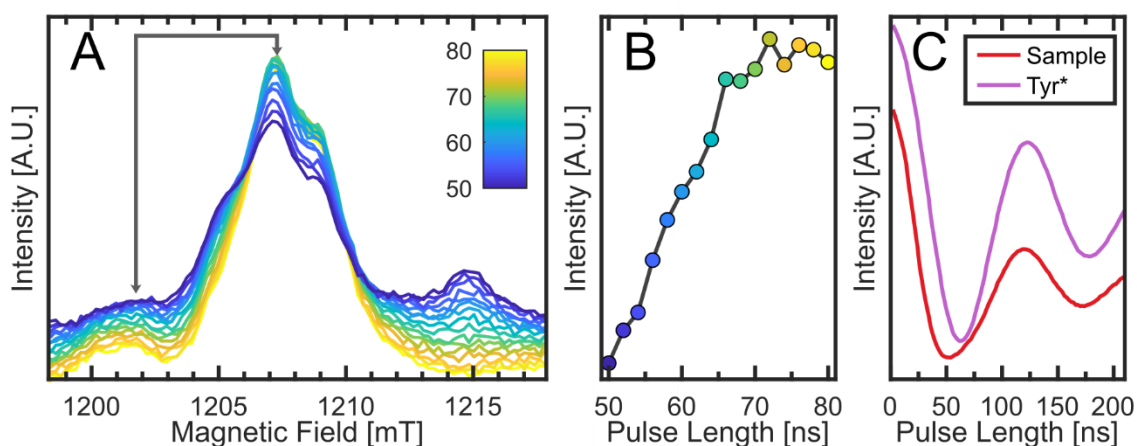 A
80
70
60
50
Intensity [A.U.]
1200 1205 1210 1215
Magnetic Field [mT]
B
Intensity [A.U.]
50 60 70 80
Pulse Length [ns]
C
Sample
Tyr*
Intensity [A.U.]
0 50 100 150 200
Pulse Length [ns]